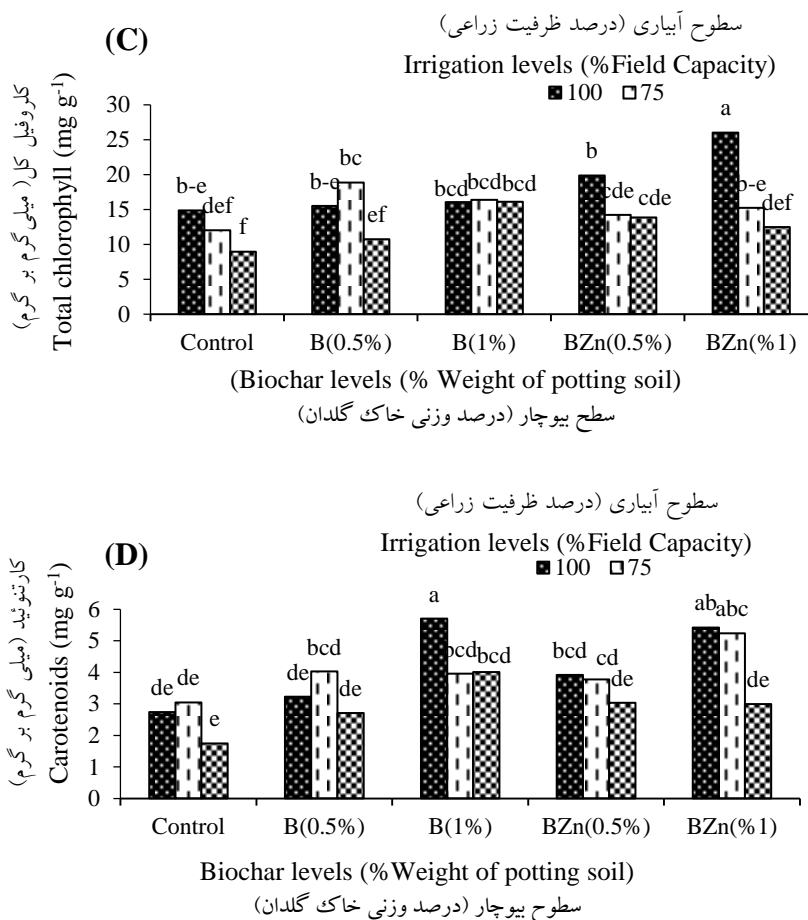 (C)
سطوح آبیاری (درصد ظرفیت زراعی)
Irrigation levels (%Field Capacity)
100 75
کلروفیل کل( میلی گرم بر گرم)
Total chlorophyll (mg g-1)
30
25
20
15
10
5
0
b-e def f b-e bc ef bcd bcd bcd b cde cde a b-e def
Control B(0.5%) B(1%) BZn(0.5%) BZn(%1)
(Biochar levels (% Weight of potting soil)
سطح بیوچار (درصد وزنی خاک گلدان)
سطوح آبیاری (درصد ظرفیت زراعی)
(D)
Irrigation levels (%Field Capacity)
100 75
کارتنوئید (میلی گرم بر گرم)
Carotenoids (mg g-1)
6
5
4
3
2
1
0
de de e de bcd de a bcd bcd bcd cd de ab abc de
Control B(0.5%) B(1%) BZn(0.5%) BZn(%1)
Biochar levels (%Weight of potting soil)
سطوح بیوچار (درصد وزنی خاک گلدان)